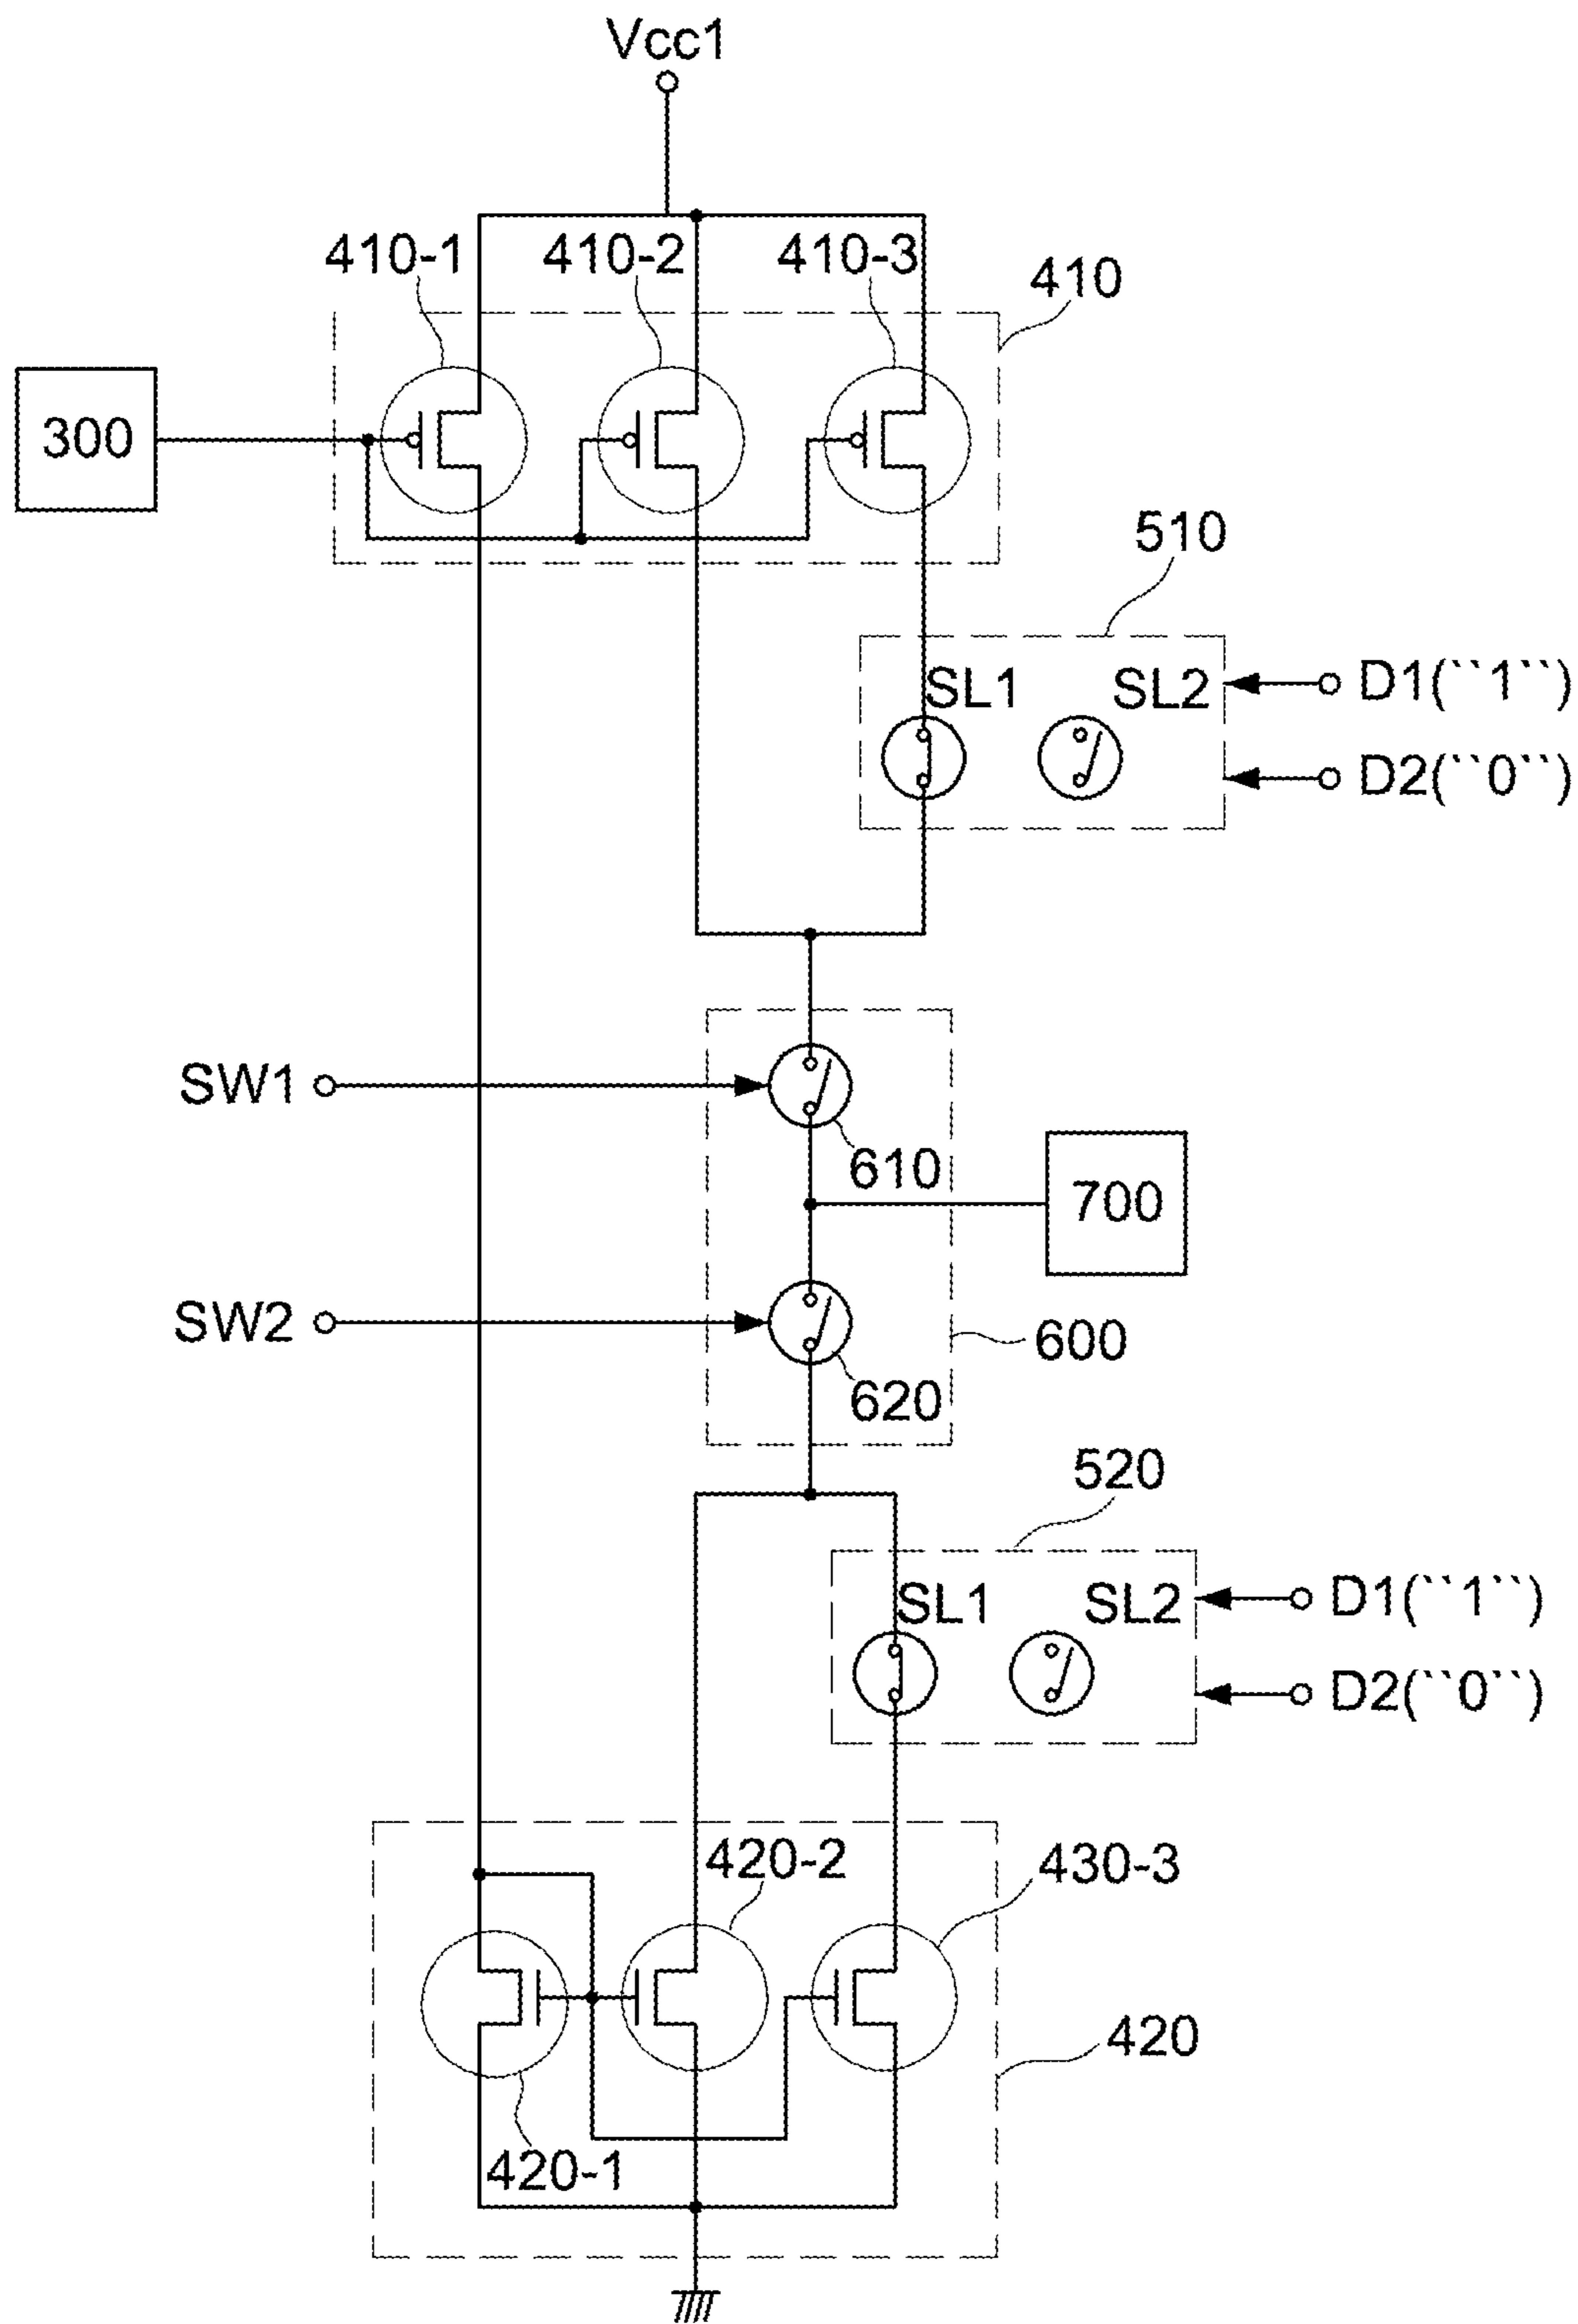 Vcc1
410-1 410-2 410-3
410
300
510
SL1 SL2
D1(``1``)
D2(``0``)
SW1
610
700
SW2
600
620
520
SL1 SL2
D1(``1``)
D2(``0``)
420-2 430-3
420
420-1